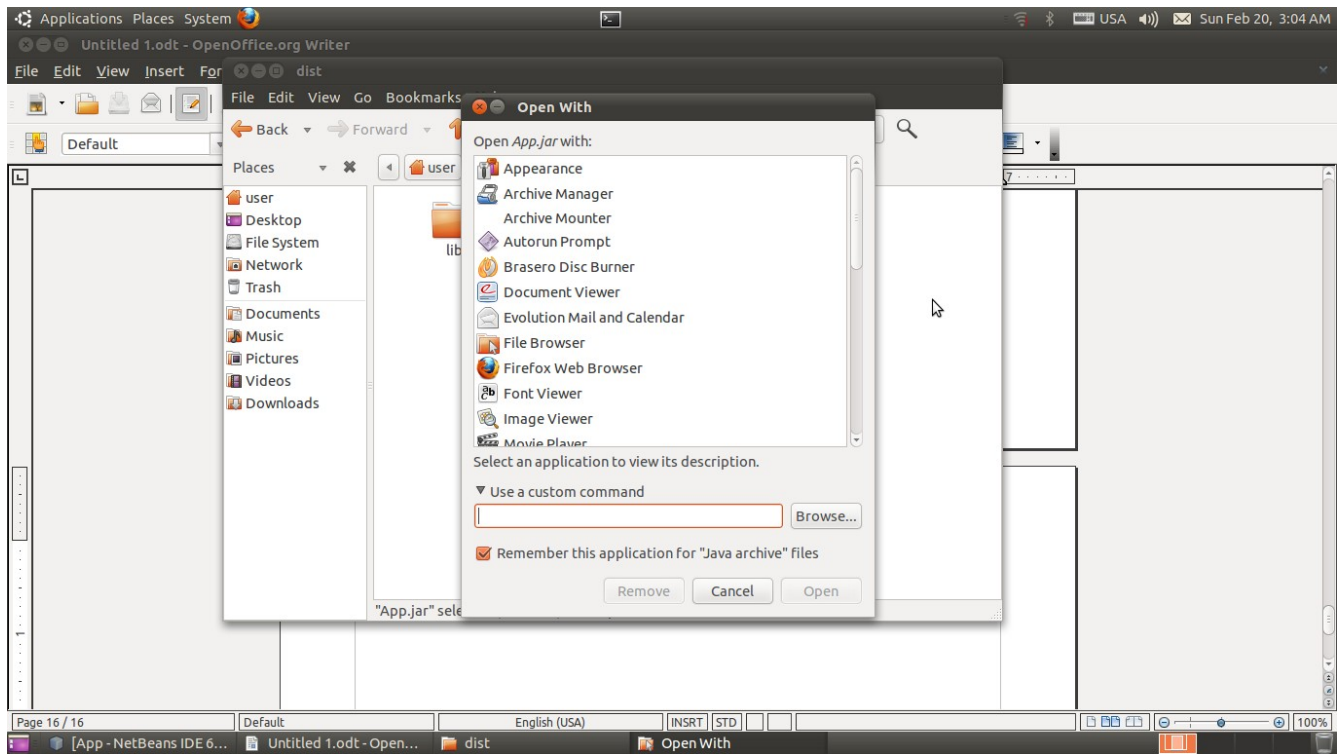 Applications Places System
USA
Sun Feb 20, 3:04 AM
Untitled 1.odt - OpenOffice.org Writer
File Edit View Insert For
dist
File Edit View Go Bookmarks
Back
Forward
Default
Places
user
user
Desktop
File System
Network
Trash
Documents
Music
Pictures
Videos
Downloads
lib
"App.jar" sele
Open With
Open App.jar with:
Appearance
Archive Manager
Archive Mounter
Autorun Prompt
Brasero Disc Burner
Document Viewer
Evolution Mail and Calendar
File Browser
Firefox Web Browser
Font Viewer
Image Viewer
Movie Player
Select an application to view its description.
Use a custom command
Browse...
Remember this application for "Java archive" files
Remove Cancel Open
7
1
Page 16 / 16 Default English (USA) INSRT STD 100%
[App - NetBeans IDE 6... Untitled 1.odt - Open... dist Open With